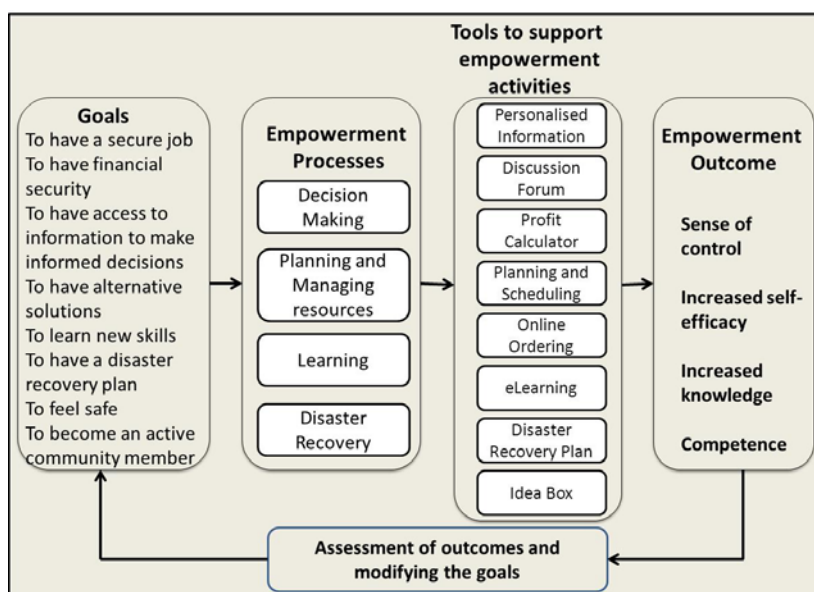 Goals
To have a secure job
To have financial
security
To have access to
information to make
informed decisions
To have alternative
solutions
To learn new skills
To have a disaster
recovery plan
To feel safe
To become an active
community member
Empowerment
Processes
Decision
Making
Planning and
Managing
resources
Learning
Disaster
Recovery
Tools to support
empowerment
activities
Personalised
Information
Discussion
Forum
Profit
Calculator
Planning and
Scheduling
Online
Ordering
eLearning
Disaster
Recovery Plan
Idea Box
Empowerment
Outcome
Sense of
control
Increased self-
efficacy
Increased
knowledge
Competence
Assessment of outcomes and
modifying the goals